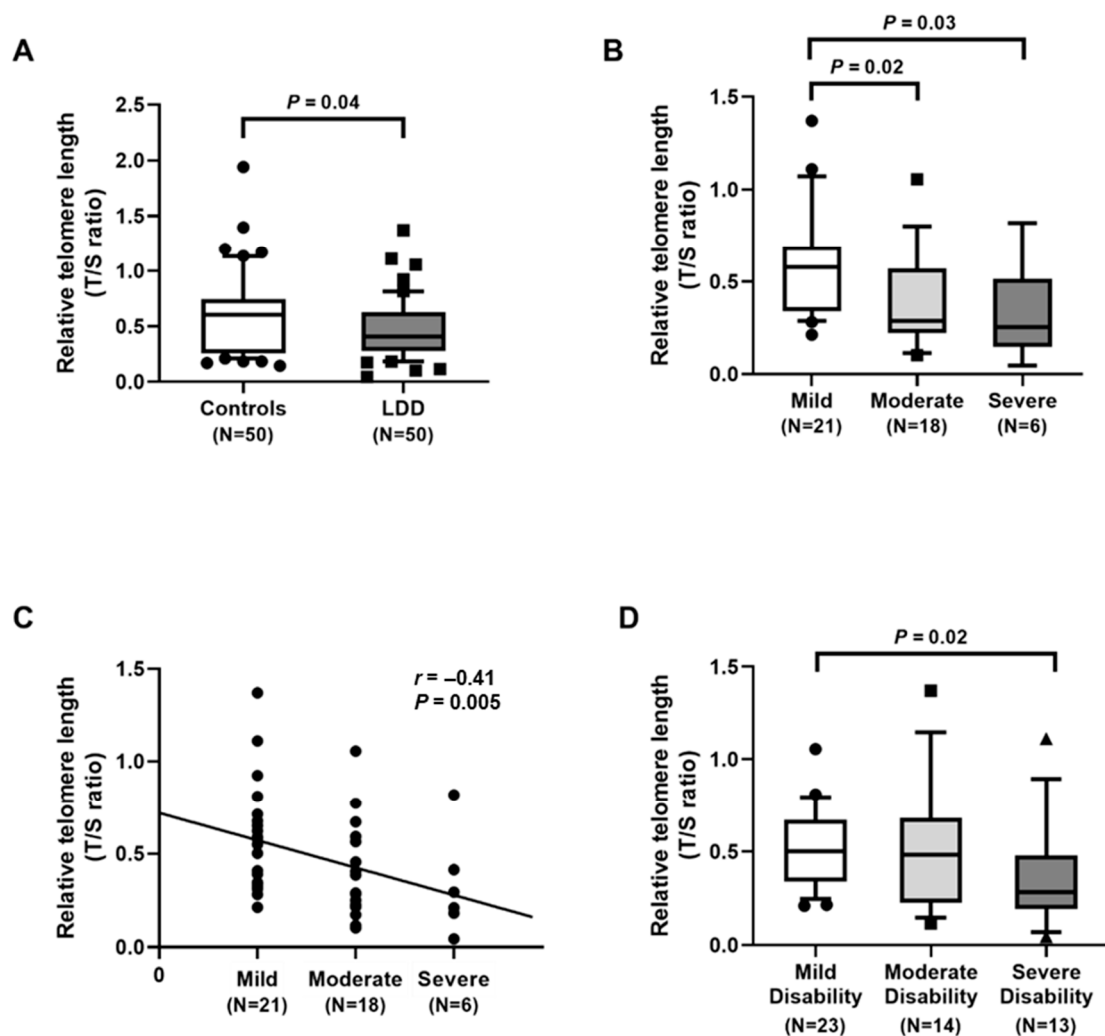 A
P = 0.04
Relative telomere length
(T/S ratio)
2.5
2.0
1.5
1.0
0.5
0.0
Controls
(N=50)
LDD
(N=50)
B
P = 0.03
P = 0.02
Relative telomere length
(T/S ratio)
1.5
1.0
0.5
0.0
Mild
(N=21)
Moderate
(N=18)
Severe
(N=6)
C
r = –0.41
P = 0.005
Relative telomere length
(T/S ratio)
1.5
1.0
0.5
0.0
0
Mild
(N=21)
Moderate
(N=18)
Severe
(N=6)
D
P = 0.02
Relative telomere length
(T/S ratio)
1.5
1.0
0.5
0.0
Mild
Disability
(N=23)
Moderate
Disability
(N=14)
Severe
Disability
(N=13)